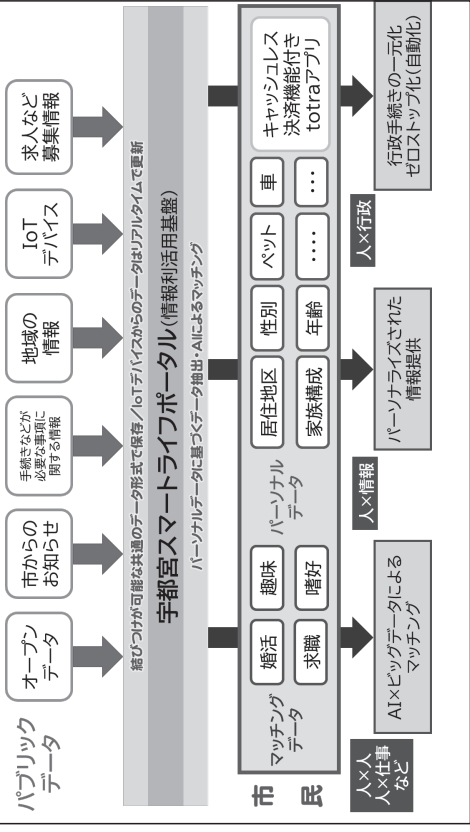 パブリック
データ
オープン
データ
市からの
お知らせ
手続きなどが
必要な事項に
関する情報
地域の
情報
IoT
デバイス
求人など
募集情報
結びつけが可能な共通のデータ形式で保存／IoTデバイスからのデータはリアルタイムで更新
宇都宮スマートライフポータル（情報利活用基盤）
パーソナルデータに基づくデータ抽出・AIによるマッチング
市民
マッチング
データ
婚活
趣味
求職
嗜好
パーソナル
データ
居住地区
性別
ペット
車
家族構成
年齢
‥‥
…
キャッシュレス
決済機能付き
totraアプリ
人×人
人×仕事
など
AI×ビッグデータによる
マッチング
人×情報
パーソナライズされた
情報提供
人×行政
行政手続きの一元化
ゼロストップ化（自動化）